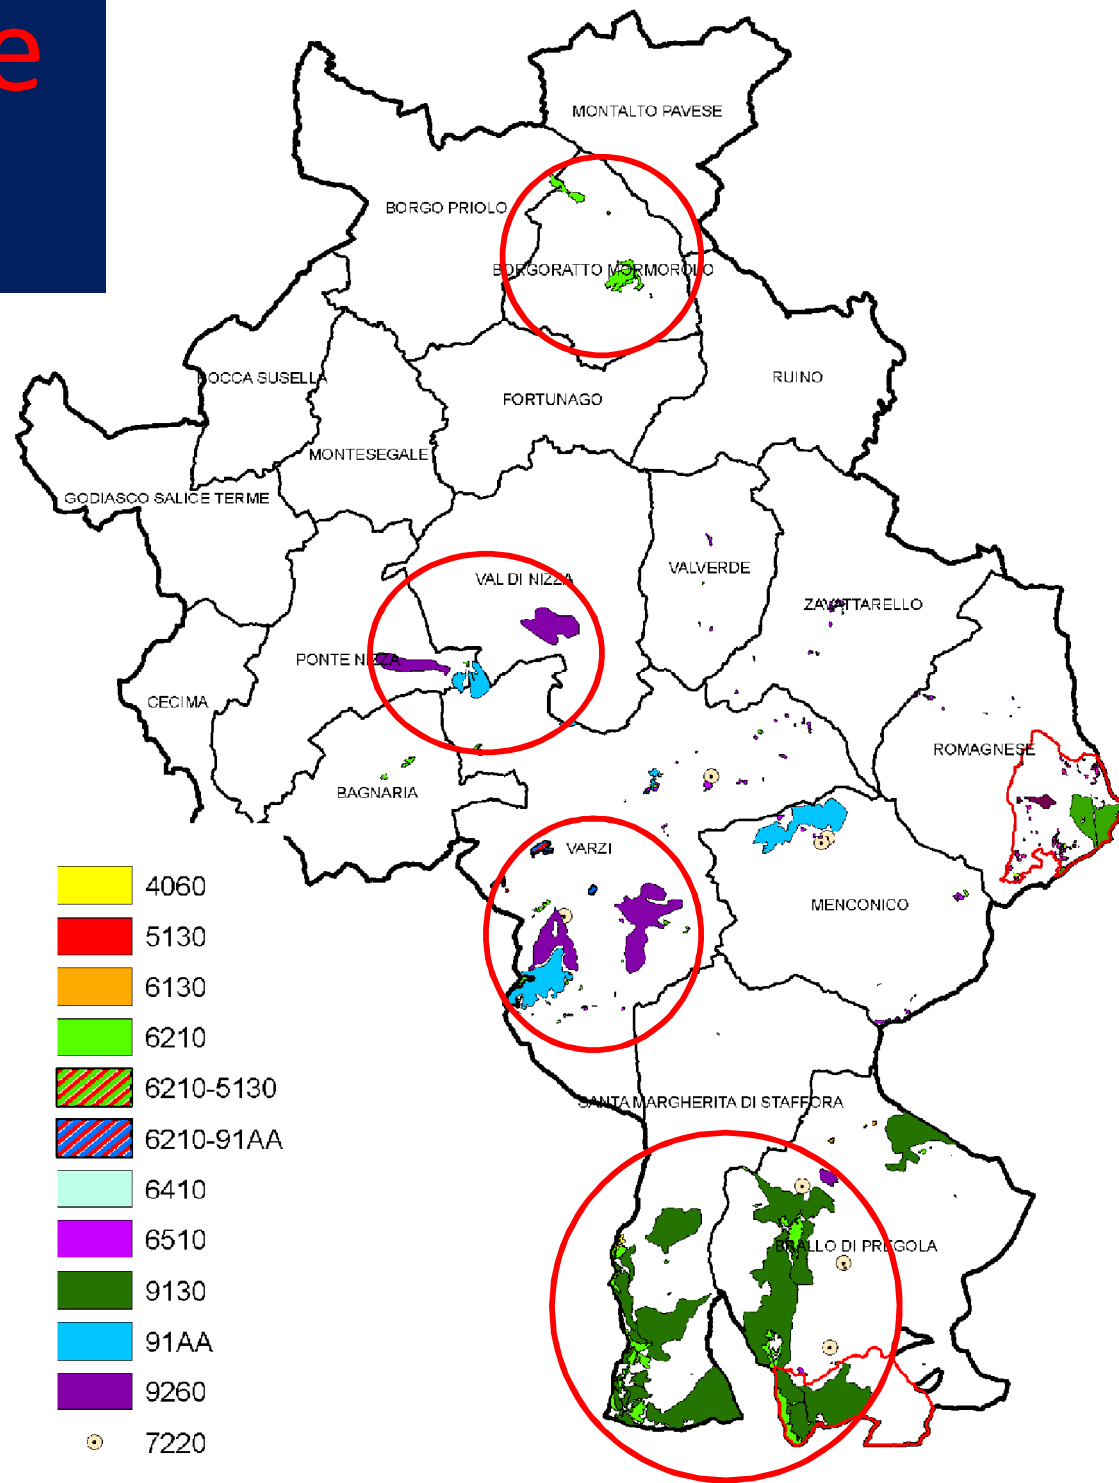 e
MONTALTO PAVESE
BORGO PRIOLO
BORGORATTO MORMOROLO
ROCCA SUSELLA
RUINO
FORTUNAGO
MONTESEGALE
GODIASCO SALICE TERME
VALVERDE
VAL DI NIZZA
ZAVATTARELLO
PONTE NIZZA
CECIMA
ROMAGNESE
BAGNARIA
VARZI
MENCONICO
SANTA MARGHERITA DI STAFFORA
BRALLO DI PREGOLA
4060
5130
6130
6210
6210-5130
6210-91AA
6410
6510
9130
91AA
9260
7220